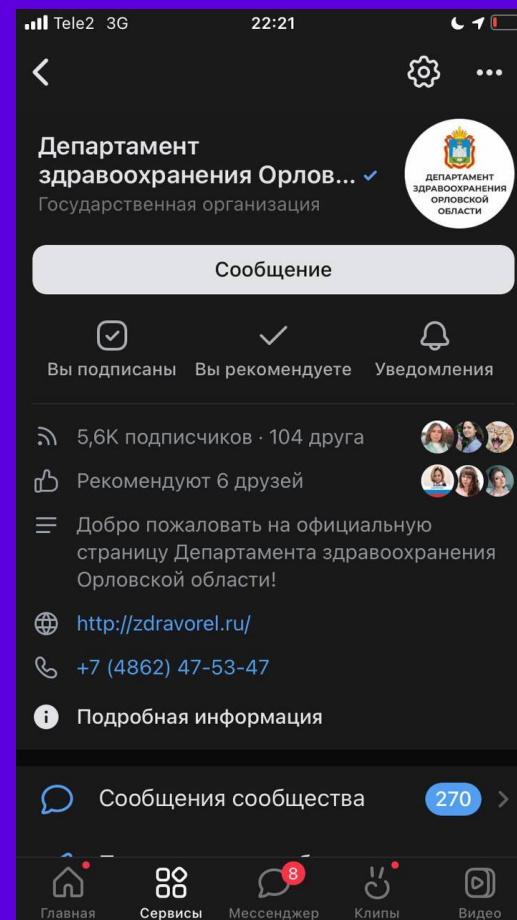 Tele2 3G 22:21
Департамент
здравоохранения Орлов...
Государственная организация
ДЕПАРТАМЕНТ
ЗДРАВООХРАНЕНИЯ
ОРЛОВСКОЙ
ОБЛАСТИ
Сообщение
Вы подписаны Вы рекомендуете Уведомления
5,6K подписчиков · 104 друга
Рекомендуют 6 друзей
Добро пожаловать на официальную
страницу Департамента здравоохранения
Орловской области!
http://zdravorel.ru/
+7 (4862) 47-53-47
Подробная информация
Сообщения сообщества 270
8
Главная Сервисы Мессенджер Клипы Видео